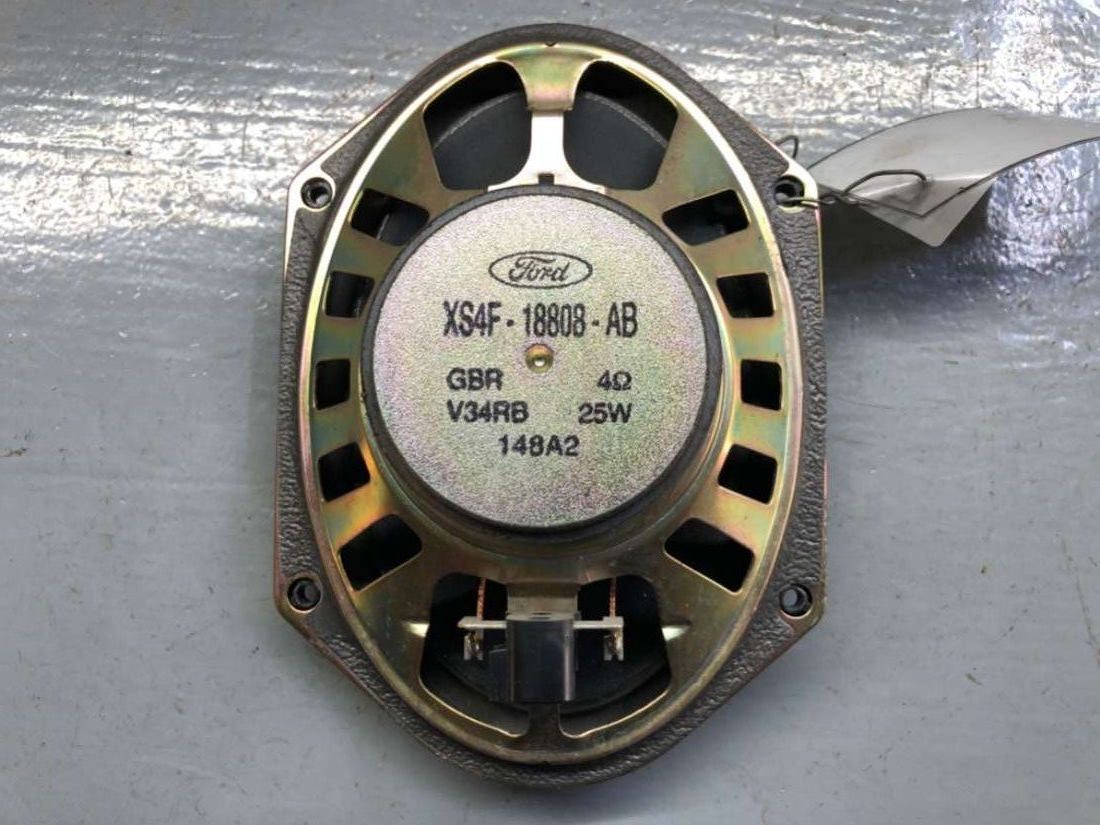 Ford
XS4F - 18808 - AB
GBR 4Ω
V34RB 25W
148A2